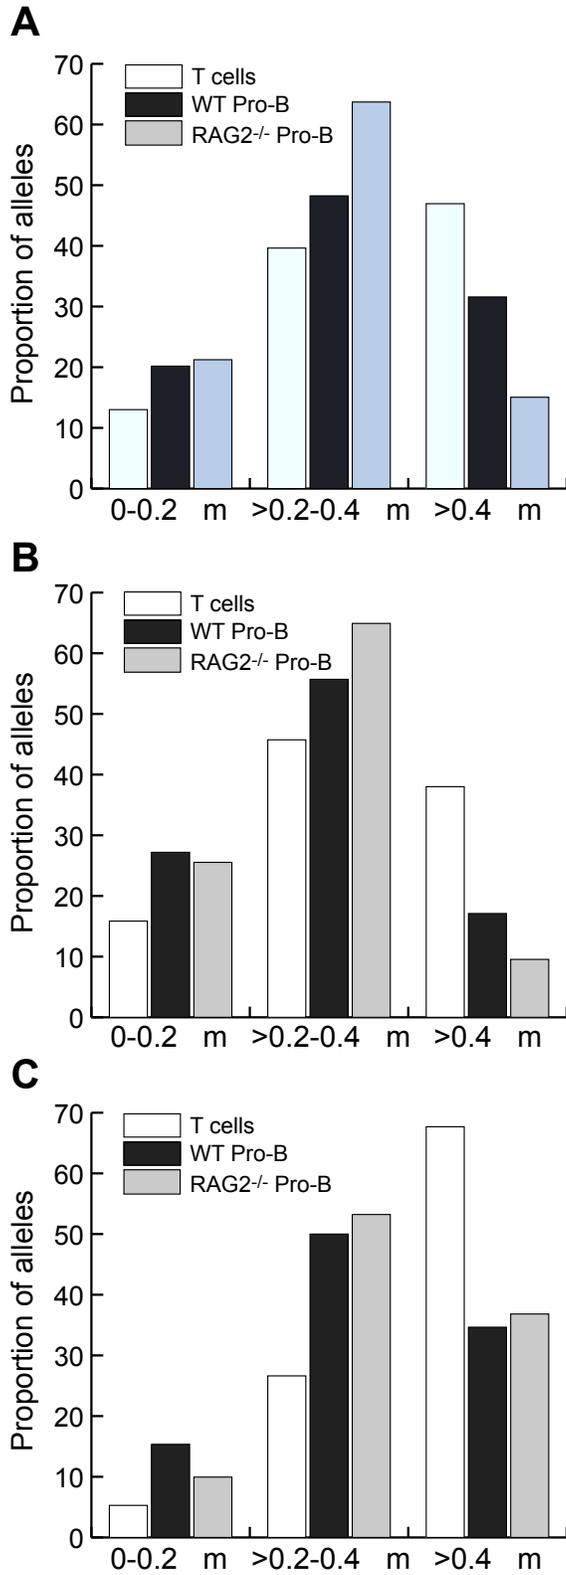 A
70
T cells
WT Pro-B
60
RAG2-/- Pro-B
50
40
30
20
10
0
Proportion of alleles
0-0.2 m >0.2-0.4 m >0.4 m
B
70
T cells
WT Pro-B
60
RAG2-/- Pro-B
50
40
30
20
10
0
Proportion of alleles
0-0.2 m >0.2-0.4 m >0.4 m
C
70
T cells
WT Pro-B
60
RAG2-/- Pro-B
50
40
30
20
10
0
Proportion of alleles
0-0.2 m >0.2-0.4 m >0.4 m